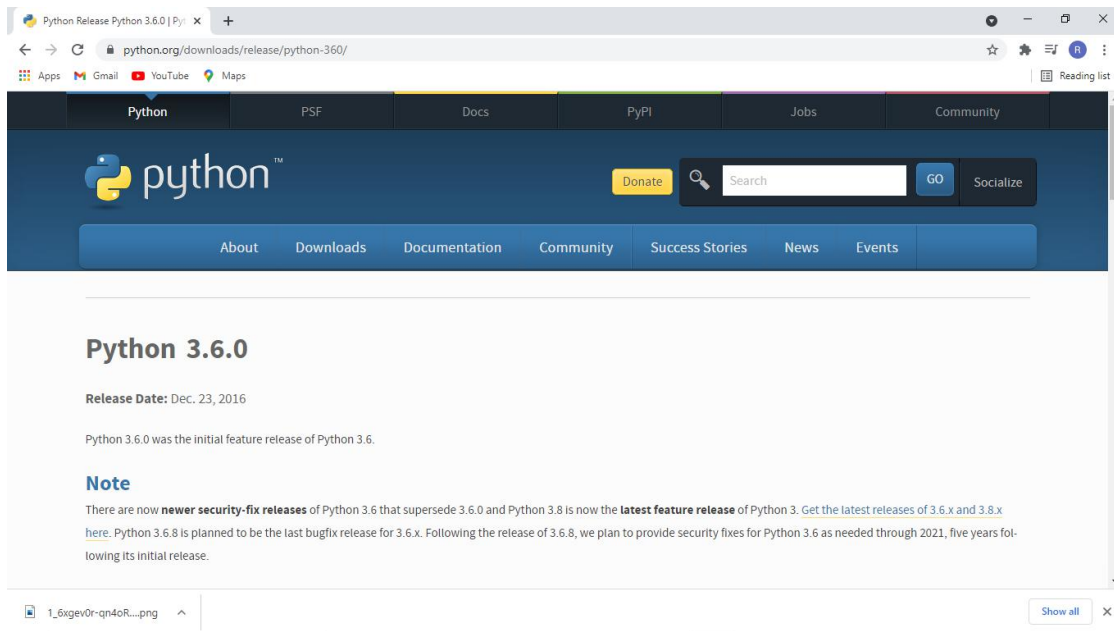 Python Release Python 3.6.0 | Pyt
python.org/downloads/release/python-360/
R
Apps Gmail YouTube Maps Reading list
Python PSF Docs PyPI Jobs Community
python™ Donate Search GO Socialize
About Downloads Documentation Community Success Stories News Events
Python 3.6.0
Release Date: Dec. 23, 2016
Python 3.6.0 was the initial feature release of Python 3.6.
Note
There are now newer security-fix releases of Python 3.6 that supersede 3.6.0 and Python 3.8 is now the latest feature release of Python 3. Get the latest releases of 3.6.x and 3.8.x
here. Python 3.6.8 is planned to be the last bugfix release for 3.6.x. Following the release of 3.6.8, we plan to provide security fixes for Python 3.6 as needed through 2021, five years fol-
lowing its initial release.
1_6xgev0r-qn4oR....png Show all